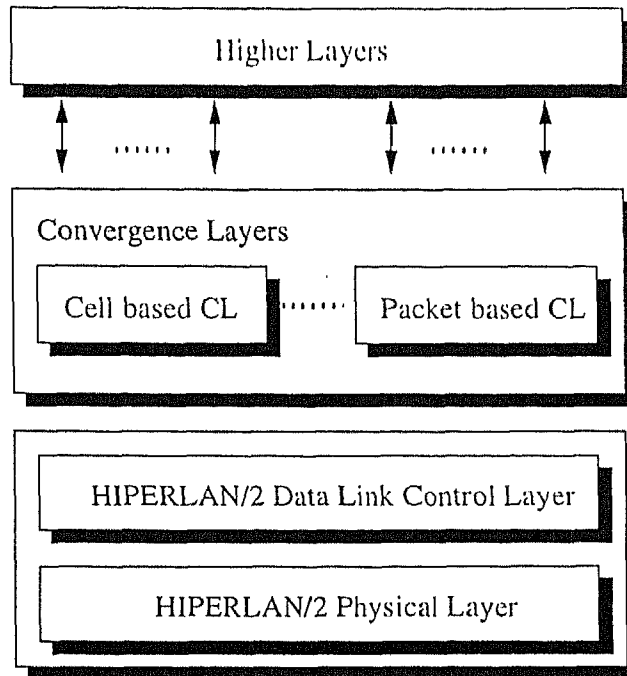 Higher Layers
Convergence Layers
Cell based CL
Packet based CL
HIPERLAN/2 Data Link Control Layer
HIPERLAN/2 Physical Layer